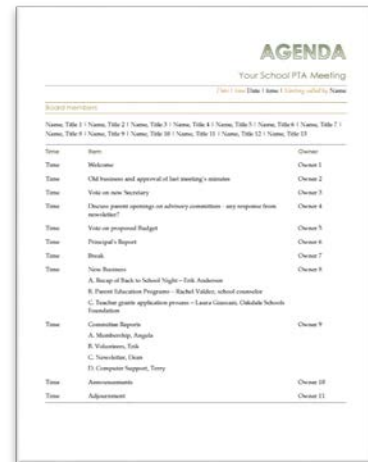 AGENDA
Your School PTA Meeting
Date | time Date | time | Meeting called by Name
Board members
Name, Title 1 | Name, Title 2 | Name, Title 3 | Name, Title 4 | Name, Title 5 | Name, Title 6 | Name, Title 7 |
Name, Title 8 | Name, Title 9 | Name, Title 10 | Name, Title 11 | Name, Title 12 | Name, Title 13
Time Item Owner
Time Welcome Owner 1
Time Old business and approval of last meeting's minutes Owner 2
Time Vote on new Secretary Owner 3
Time Discuss parent openings on advisory committees - any response from Owner 4
newsletter?
Time Vote on proposed Budget Owner 5
Time Principal's Report Owner 6
Time Break Owner 7
Time New Business Owner 8
A. Recap of Back to School Night – Erik Andersen
B. Parent Education Programs – Rachel Valdez, school counselor
C. Teacher grants application process – Laura Giussani, Oakdale Schools
Foundation
Time Committee Reports Owner 9
A. Membership, Angela
B. Volunteers, Erik
C. Newsletter, Dean
D. Computer Support, Terry
Time Announcements Owner 10
Time Adjournment Owner 11